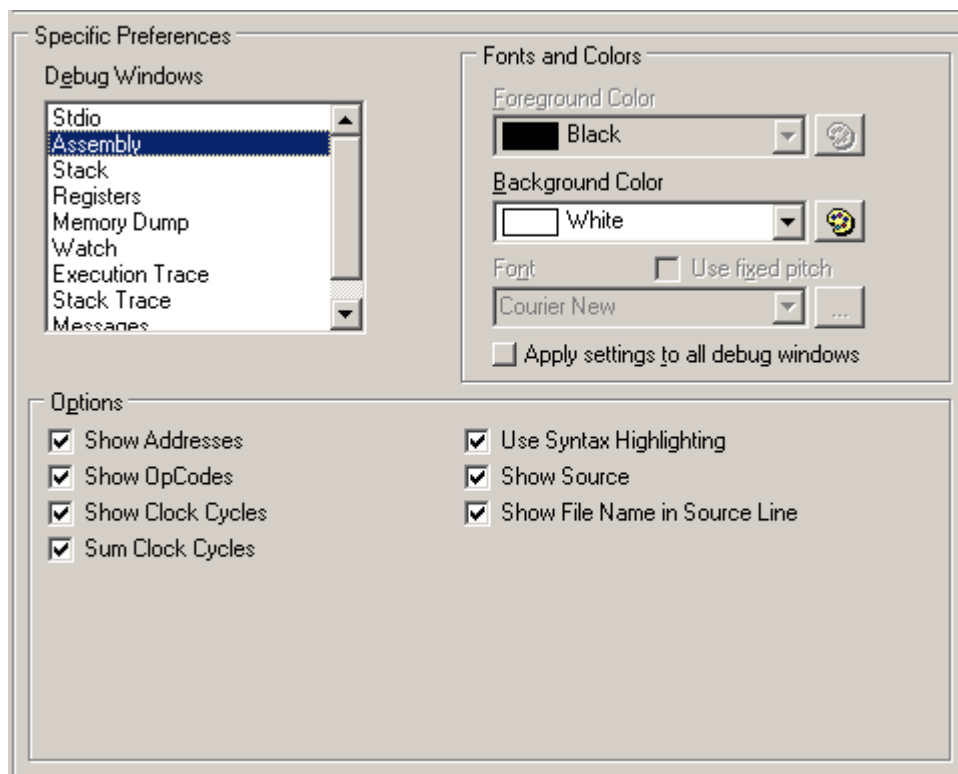 Specific Preferences
Debug Windows
Stdio
Assembly
Stack
Registers
Memory Dump
Watch
Execution Trace
Stack Trace
Messages
Fonts and Colors
Foreground Color
Black
Background Color
White
Font
Use fixed pitch
Courier New
...
Apply settings to all debug windows
Options
Show Addresses
Show OpCodes
Show Clock Cycles
Sum Clock Cycles
Use Syntax Highlighting
Show Source
Show File Name in Source Line